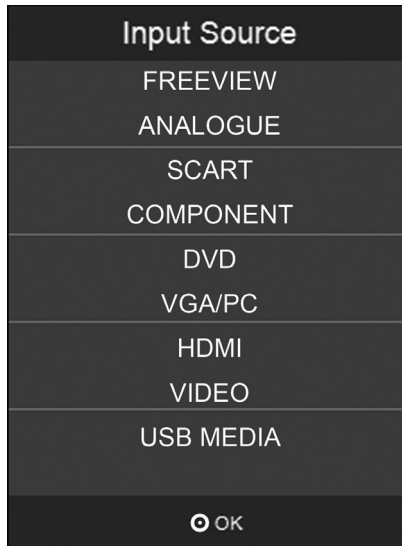 Input Source
FREEVIEW
ANALOGUE
SCART
COMPONENT
DVD
VGA/PC
HDMI
VIDEO
USB MEDIA
OK